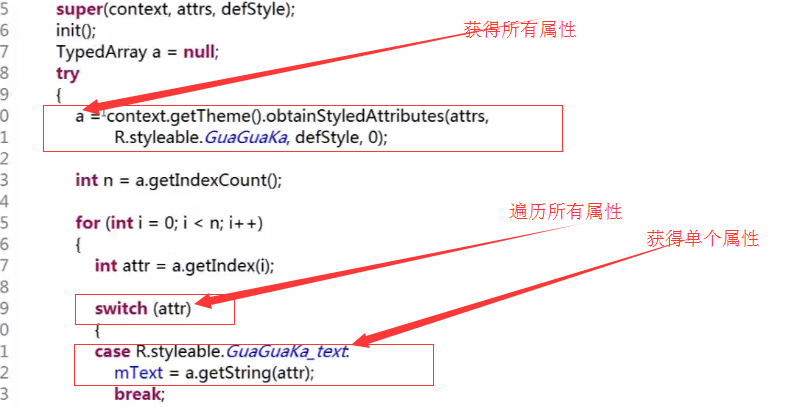 5 super(context, attrs, defStyle);
获得所有属性
6 init();
7 TypedArray a = null;
8 try
9 {
0 a = context.getTheme().obtainStyledAttributes(attrs,
1 R.styleable.GuaGuaKa, defStyle, 0);
2
3 int n = a.getIndexCount();
4
遍历所有属性
5 for (int i = 0; i < n; i++)
获得单个属性
6 {
7 int attr = a.getIndex(i);
8
9 switch (attr)
0 {
1 case R.styleable.GuaGuaKa_text:
2 mText = a.getString(attr);
3 break;